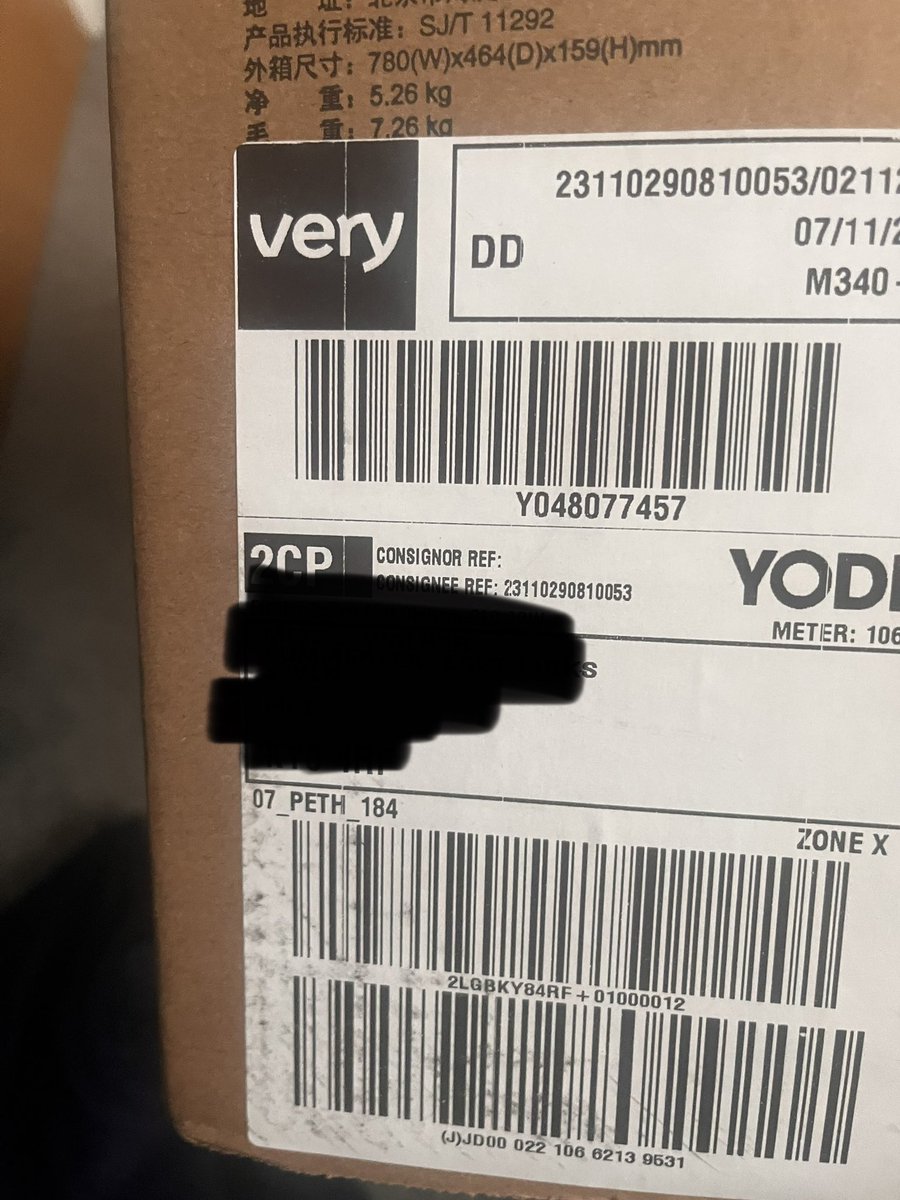 地 址:
产品执行标准: SJ/T 11292
外箱尺寸: 780(W)x464(D)x159(H)mm
净 重: 5.26 kg
毛 重: 7.26 kg
very
23110290810053/0211
DD
07/11/2
M340 -
Y048077457
2CP
CONSIGNOR REF:
CONSIGNEE REF: 23110290810053
YOD
METER: 106
S
07_PETH_184
ZONE X
2LGBKY84RF+01000012
(J)JD00 022 106 6213 9531